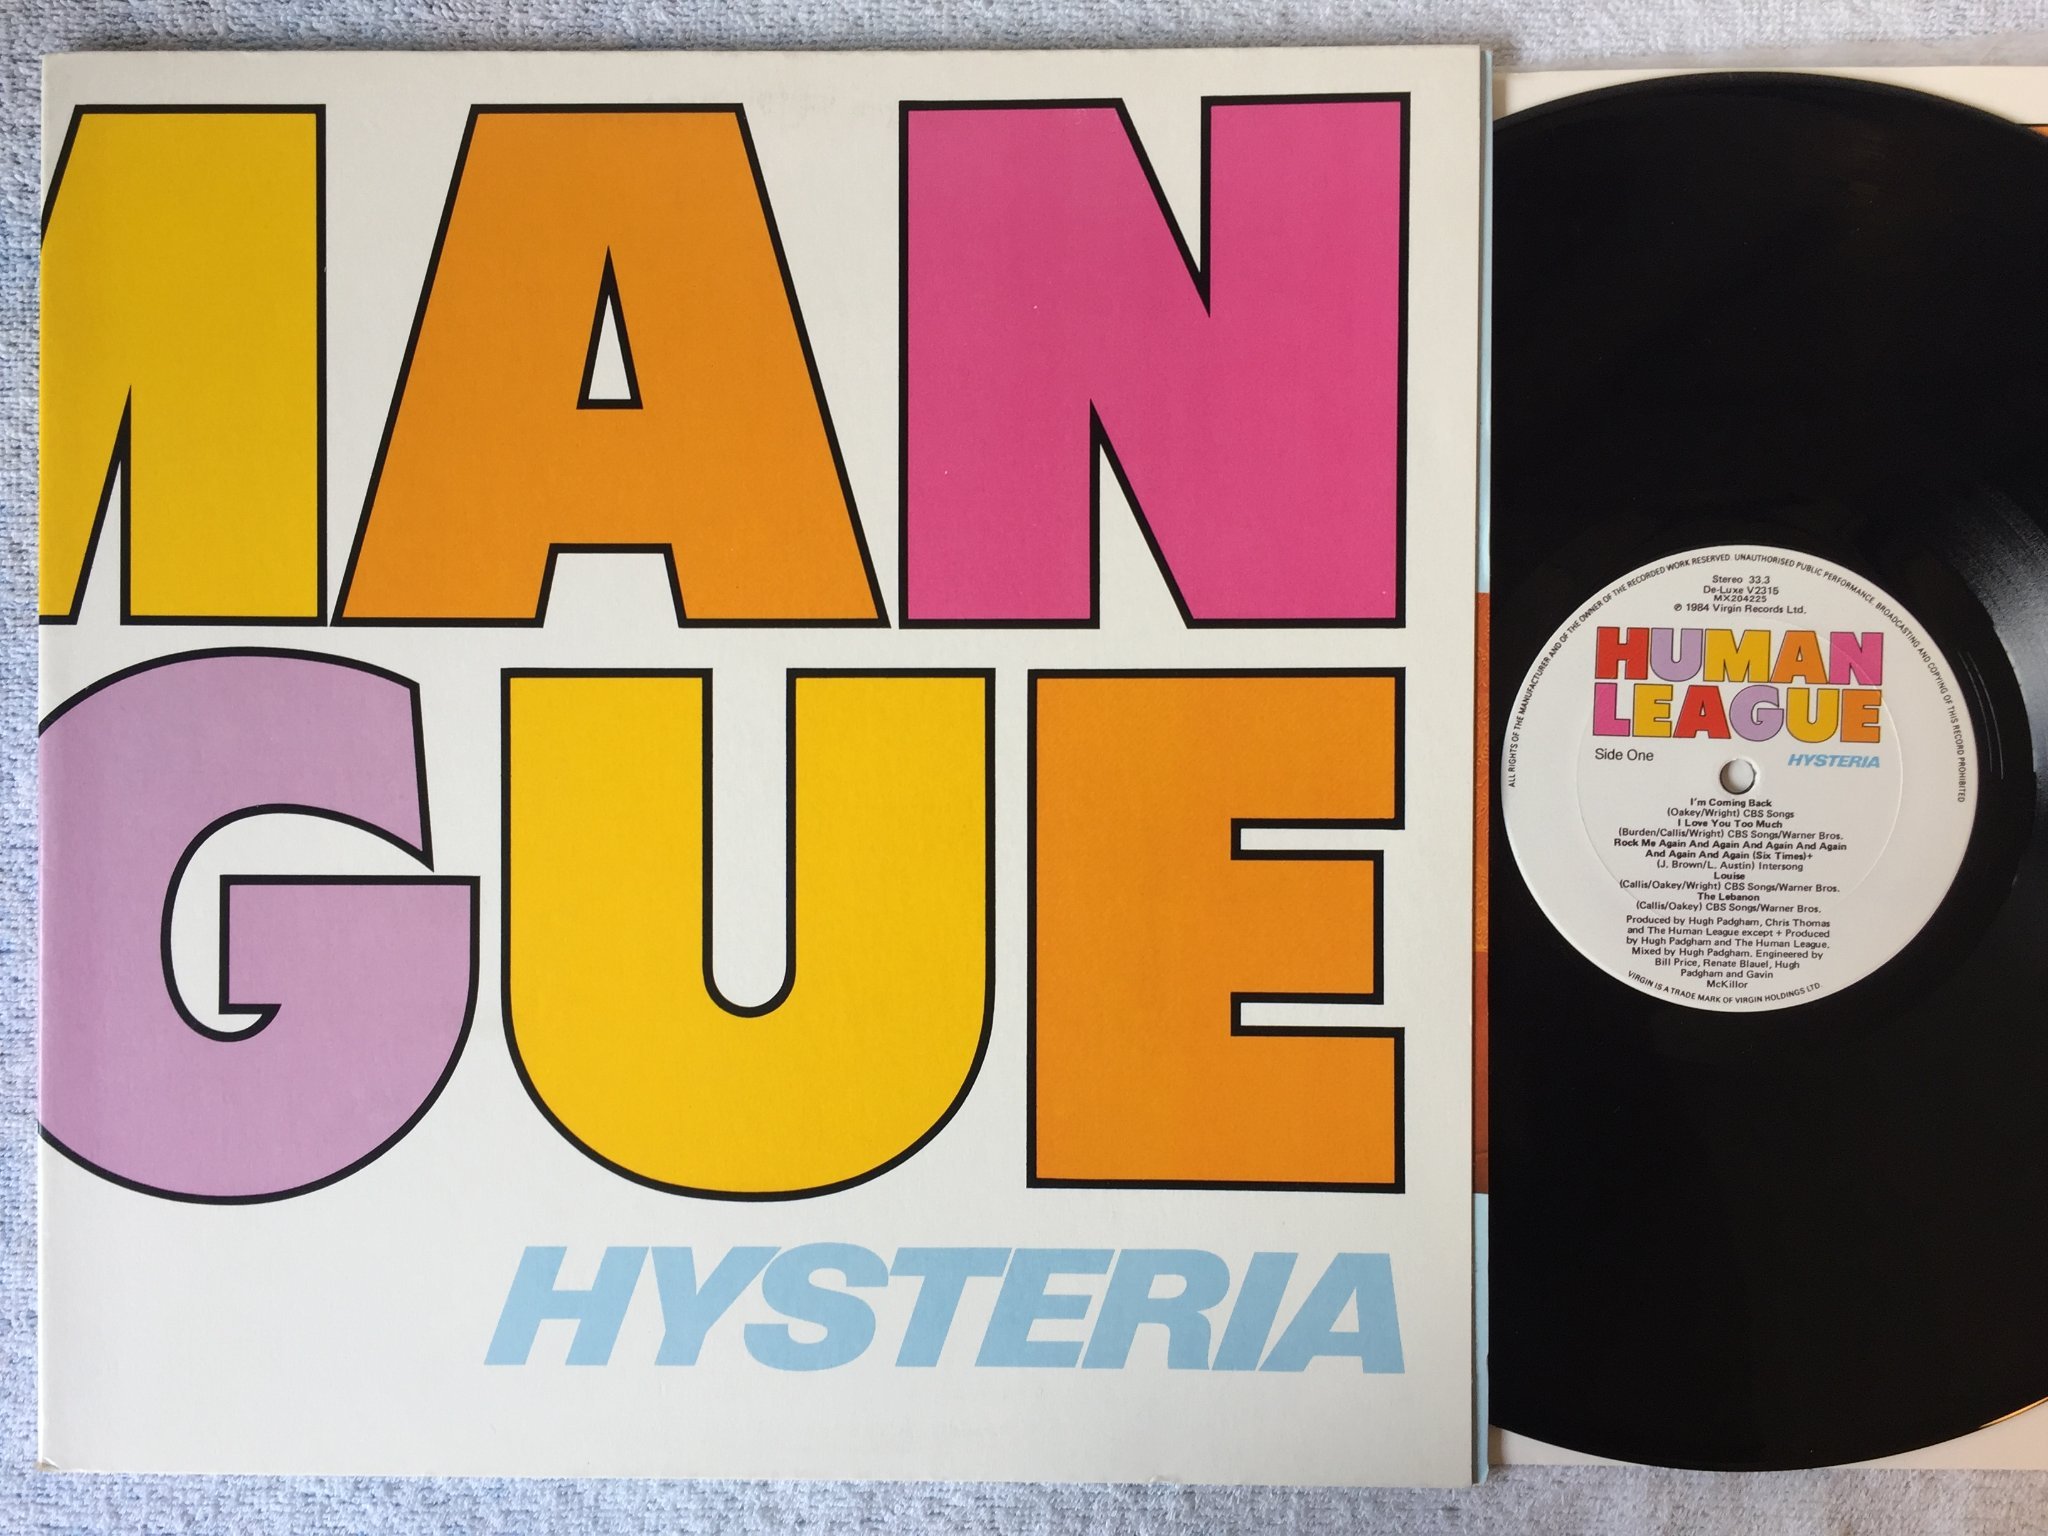 MAN
GUE
HYSTERIA
ALL RIGHTS OF THE MANUFACTURER AND OF THE OWNER OF THE RECORDED WORK RESERVED. UNAUTHORISED PUBLIC PERFORMANCE, BROADCASTING AND COPYING OF THIS RECORD PROHIBITED
Stereo 33.3
De-Luxe V2315
MX204225
℗ 1984 Virgin Records Ltd.
HUMAN
LEAGUE
Side One
HYSTERIA
I'm Coming Back
(Oakey/Wright) CBS Songs
I Love You Too Much
(Burden/Callis/Wright) CBS Songs/Warner Bros.
Rock Me Again And Again And Again And Again
And Again And Again (Six Times)+
(J. Brown/L. Austin) Intersong
Louise
(Callis/Oakey/Wright) CBS Songs/Warner Bros.
The Lebanon
(Callis/Oakey) CBS Songs/Warner Bros.
Produced by Hugh Padgham, Chris Thomas
and The Human League except + Produced
by Hugh Padgham and The Human League.
Mixed by Hugh Padgham. Engineered by
Bill Price, Renate Blauel, Hugh
Padgham and Gavin
McKillor
VIRGIN IS A TRADE MARK OF VIRGIN HOLDINGS LTD.